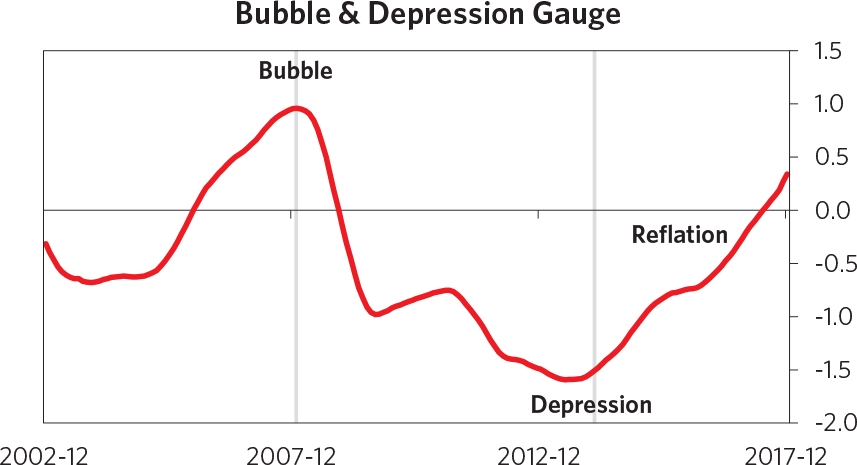 Bubble & Depression Gauge
1.5
Bubble
1.0
0.5
0.0
Reflation
-0.5
-1.0
-1.5
Depression
-2.0
2002-12 2007-12 2012-12 2017-12